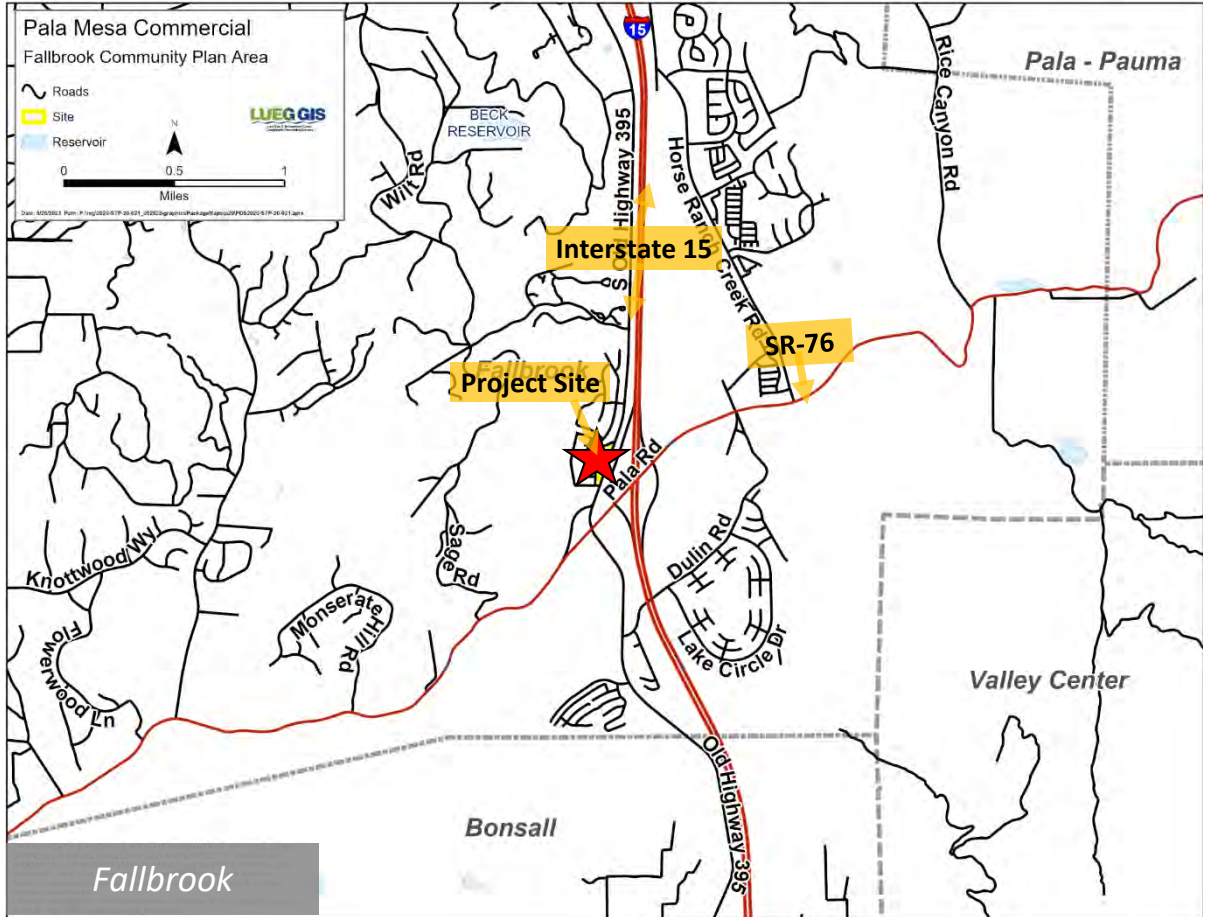 Pala Mesa Commercial
Fallbrook Community Plan Area
Roads
Site
Reservoir
LUEG GIS
N
0 0.5 1
Miles
15
Pala - Pauma
Rice Canyon Rd
BECK
RESERVOIR
Wilt Rd
S Old Highway 395
Horse Ranch Creek Rd
Interstate 15
SR-76
Fallbrook
Project Site
Pala Rd
Sage Rd
Dulin Rd
Knottwood Wy
Monserate
Hill Rd
Lake Circle Dr
Flowerwood Ln
Valley Center
Old Highway 395
Bonsall
Fallbrook